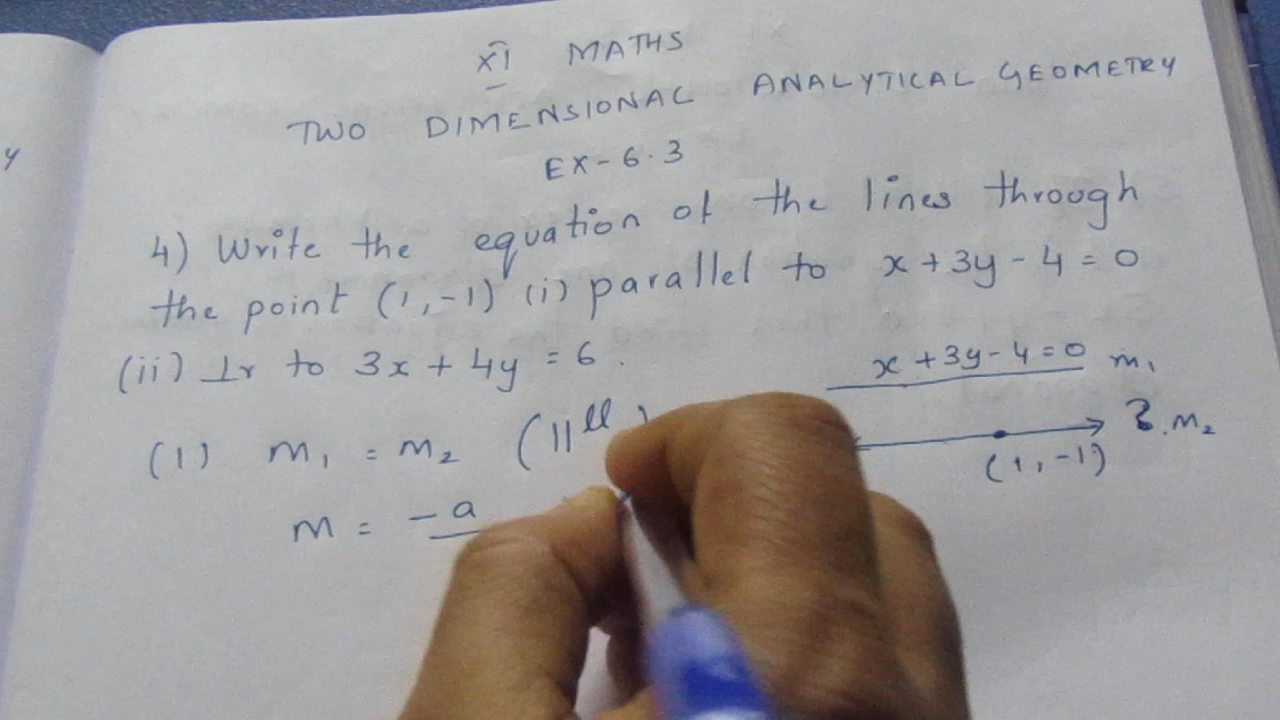 XI MATHS
TWO DIMENSIONAL ANALYTICAL GEOMETRY
EX-6.3
4) Write the equation of the lines through
the point (1,-1) (i) parallel to x+3y-4=0
(ii) ⊥r to 3x+4y=6.
x+3y-4=0 m₁
(1) m₁=m₂ (||ll)
m₂
(1,-1)
m = -a
y